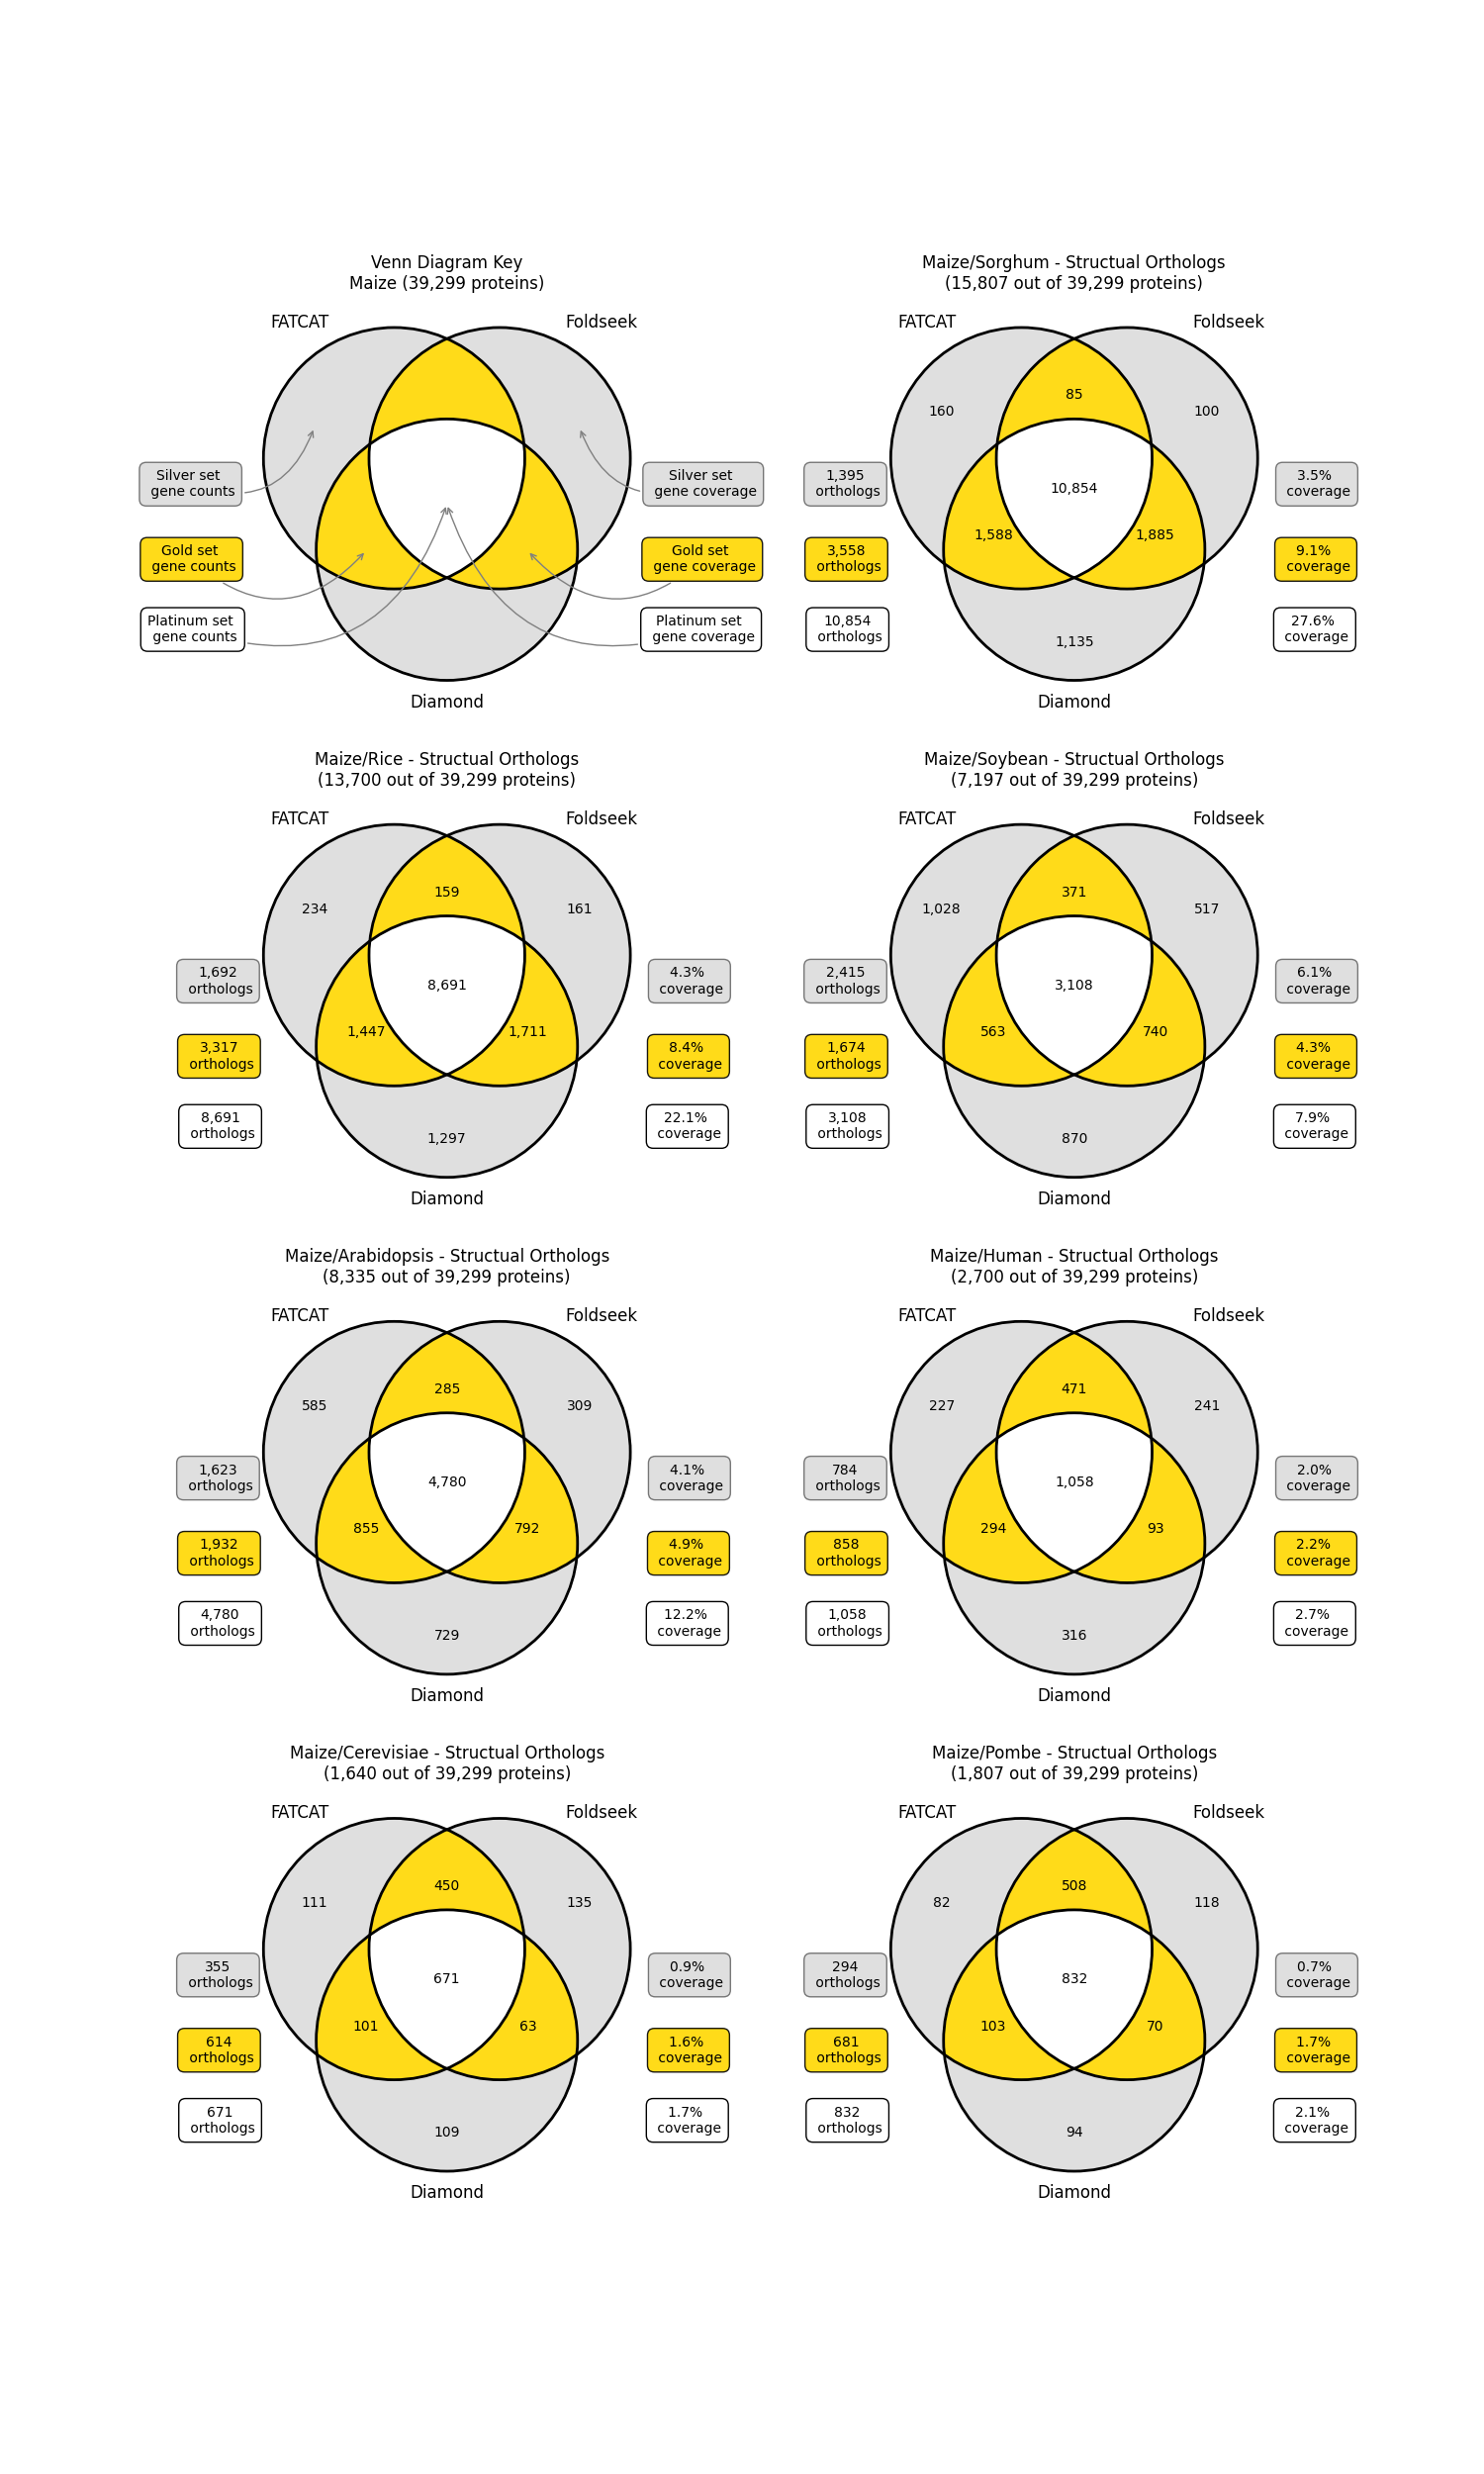 Venn Diagram Key
Maize (39,299 proteins)
FATCAT
Foldseek
Silver set
gene counts
Silver set
gene coverage
Gold set
gene counts
Gold set
gene coverage
Platinum set
gene counts
Platinum set
gene coverage
Diamond
Maize/Sorghum - Structual Orthologs
(15,807 out of 39,299 proteins)
FATCAT
Foldseek
85
160
100
1,395
orthologs
10,854
3.5%
coverage
1,588
1,885
3,558
orthologs
9.1%
coverage
10,854
orthologs
27.6%
coverage
1,135
Diamond
Maize/Rice - Structual Orthologs
(13,700 out of 39,299 proteins)
FATCAT
Foldseek
159
234
161
1,692
orthologs
8,691
4.3%
coverage
1,447
1,711
3,317
orthologs
8.4%
coverage
8,691
orthologs
22.1%
coverage
1,297
Diamond
Maize/Soybean - Structual Orthologs
(7,197 out of 39,299 proteins)
FATCAT
Foldseek
371
1,028
517
2,415
orthologs
3,108
6.1%
coverage
563
740
1,674
orthologs
4.3%
coverage
3,108
orthologs
7.9%
coverage
870
Diamond
Maize/Arabidopsis - Structual Orthologs
(8,335 out of 39,299 proteins)
FATCAT
Foldseek
285
585
309
1,623
orthologs
4,780
4.1%
coverage
855
792
1,932
orthologs
4.9%
coverage
4,780
orthologs
12.2%
coverage
729
Diamond
Maize/Human - Structual Orthologs
(2,700 out of 39,299 proteins)
FATCAT
Foldseek
471
227
241
784
orthologs
1,058
2.0%
coverage
294
93
858
orthologs
2.2%
coverage
1,058
orthologs
2.7%
coverage
316
Diamond
Maize/Cerevisiae - Structual Orthologs
(1,640 out of 39,299 proteins)
FATCAT
Foldseek
450
111
135
355
orthologs
671
0.9%
coverage
101
63
614
orthologs
1.6%
coverage
671
orthologs
1.7%
coverage
109
Diamond
Maize/Pombe - Structual Orthologs
(1,807 out of 39,299 proteins)
FATCAT
Foldseek
508
82
118
294
orthologs
832
0.7%
coverage
103
70
681
orthologs
1.7%
coverage
832
orthologs
2.1%
coverage
94
Diamond